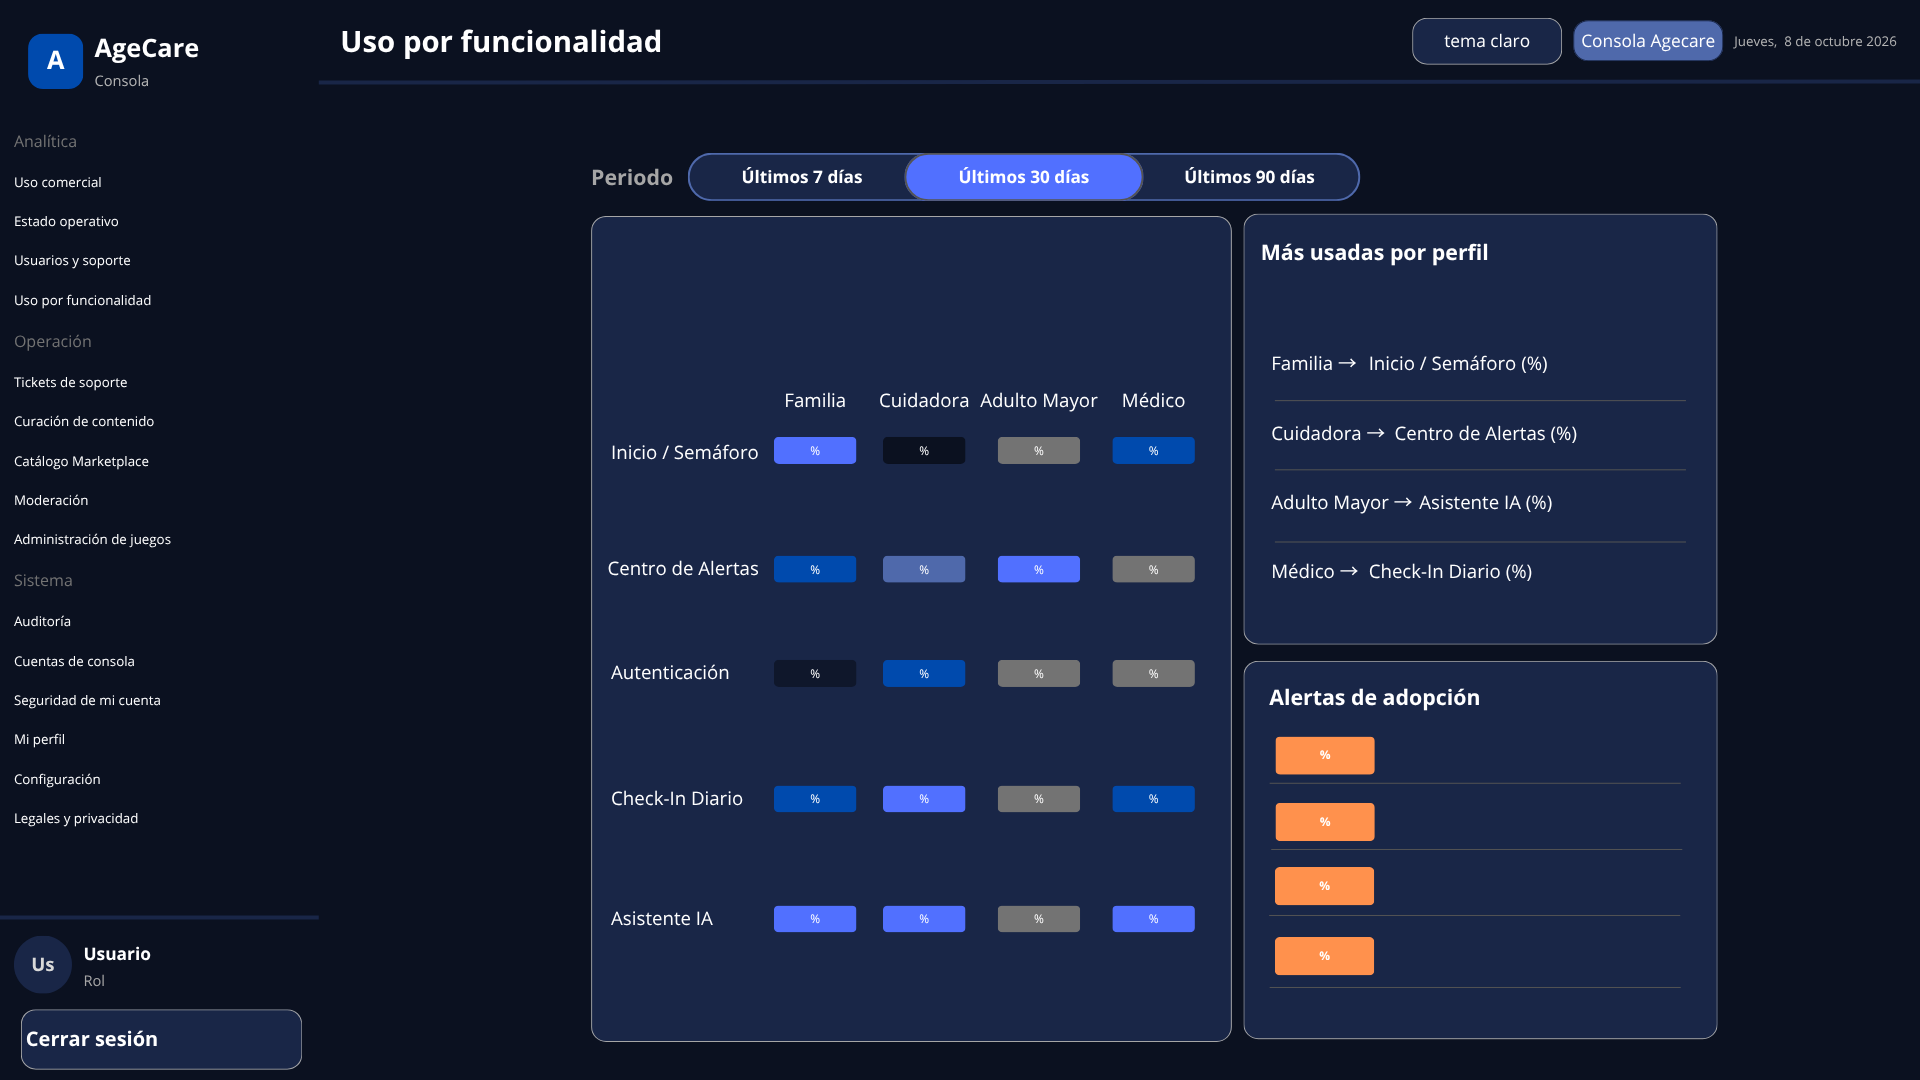 A
AgeCare
Consola
Analítica
Uso comercial
Estado operativo
Usuarios y soporte
Uso por funcionalidad
Operación
Tickets de soporte
Curación de contenido
Catálogo Marketplace
Moderación
Administración de juegos
Sistema
Auditoría
Cuentas de consola
Seguridad de mi cuenta
Mi perfil
Configuración
Legales y privacidad
Us
Usuario
Rol
Cerrar sesión
Uso por funcionalidad
tema claro
Consola Agecare
Jueves, 8 de octubre 2026
Periodo
Últimos 7 días
Últimos 30 días
Últimos 90 días
Familia Cuidadora Adulto Mayor Médico
Inicio / Semáforo % % % %
Centro de Alertas % % % %
Autenticación % % % %
Check-In Diario % % % %
Asistente IA % % % %
Más usadas por perfil
Familia → Inicio / Semáforo (%)
Cuidadora → Centro de Alertas (%)
Adulto Mayor → Asistente IA (%)
Médico → Check-In Diario (%)
Alertas de adopción
%
%
%
%